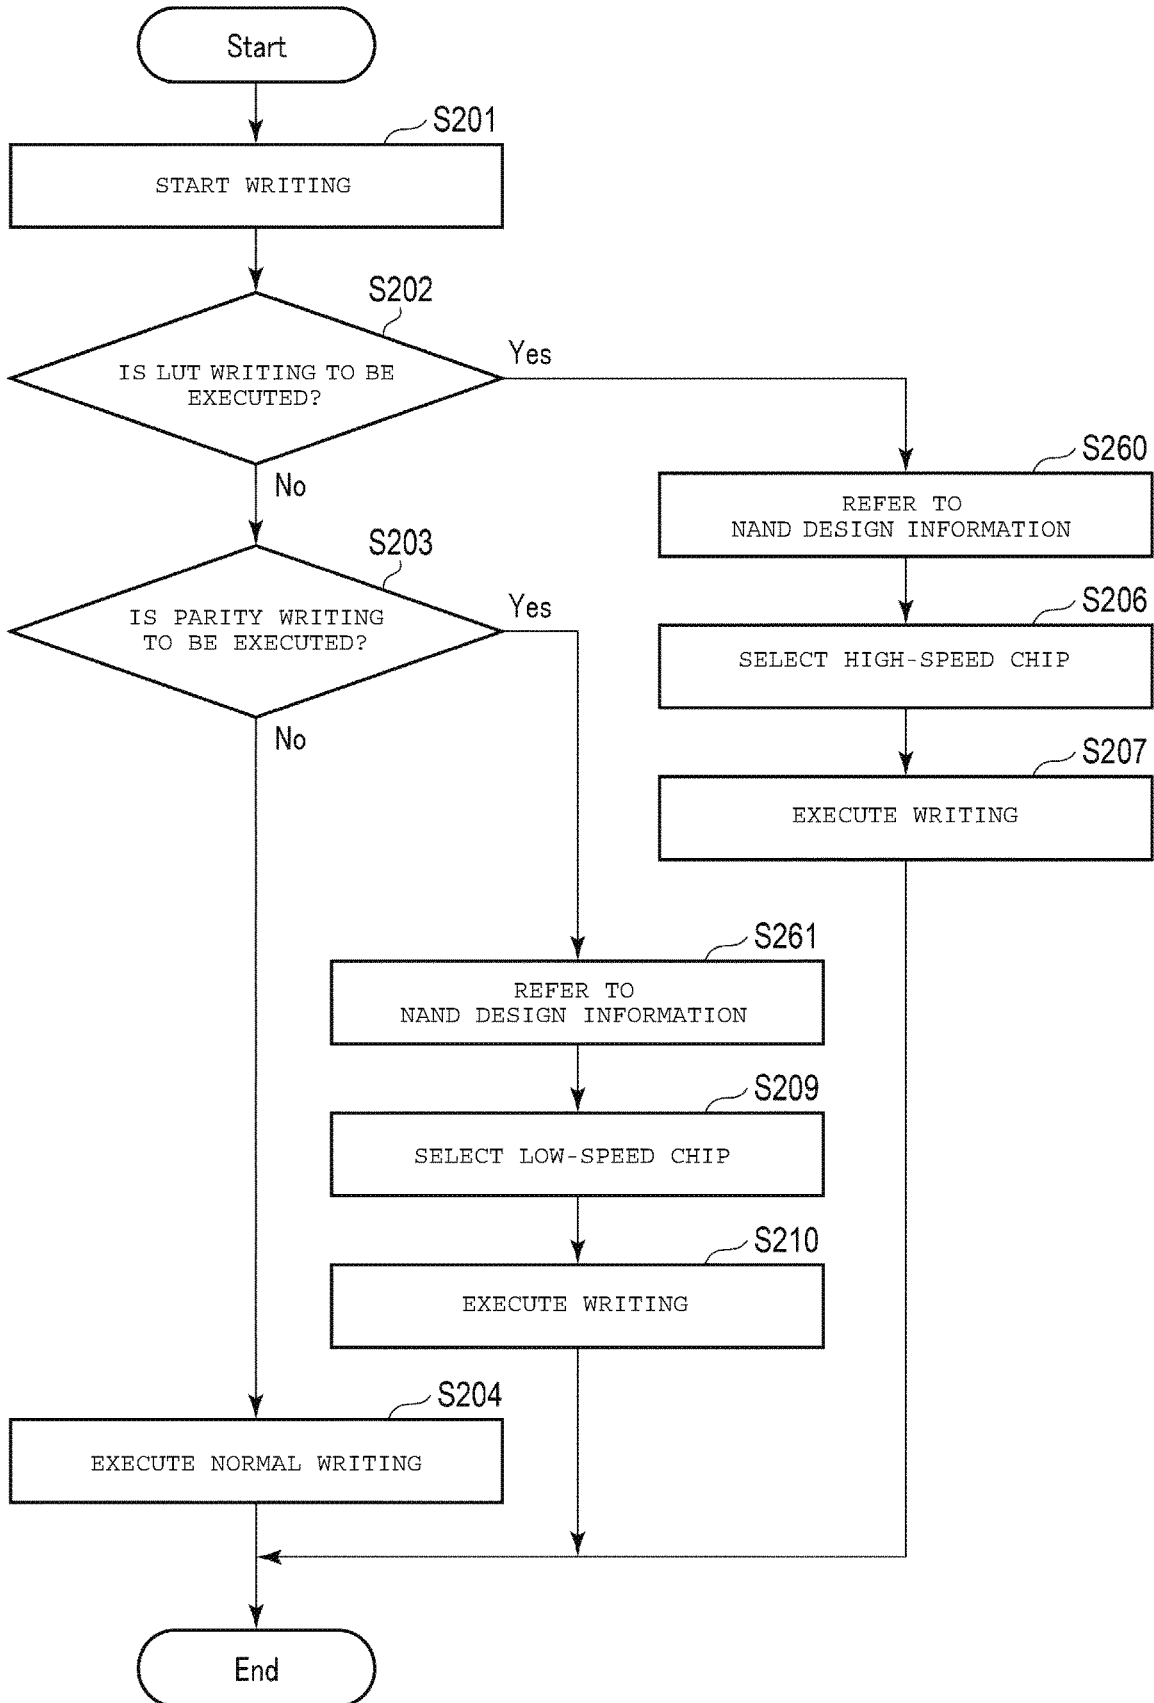 Start
S201
START WRITING
S202
IS LUT WRITING TO BE
EXECUTED?
Yes
No
S260
REFER TO
NAND DESIGN INFORMATION
S203
IS PARITY WRITING
TO BE EXECUTED?
Yes
No
S206
SELECT HIGH-SPEED CHIP
S207
EXECUTE WRITING
S261
REFER TO
NAND DESIGN INFORMATION
S209
SELECT LOW-SPEED CHIP
S210
EXECUTE WRITING
S204
EXECUTE NORMAL WRITING
End